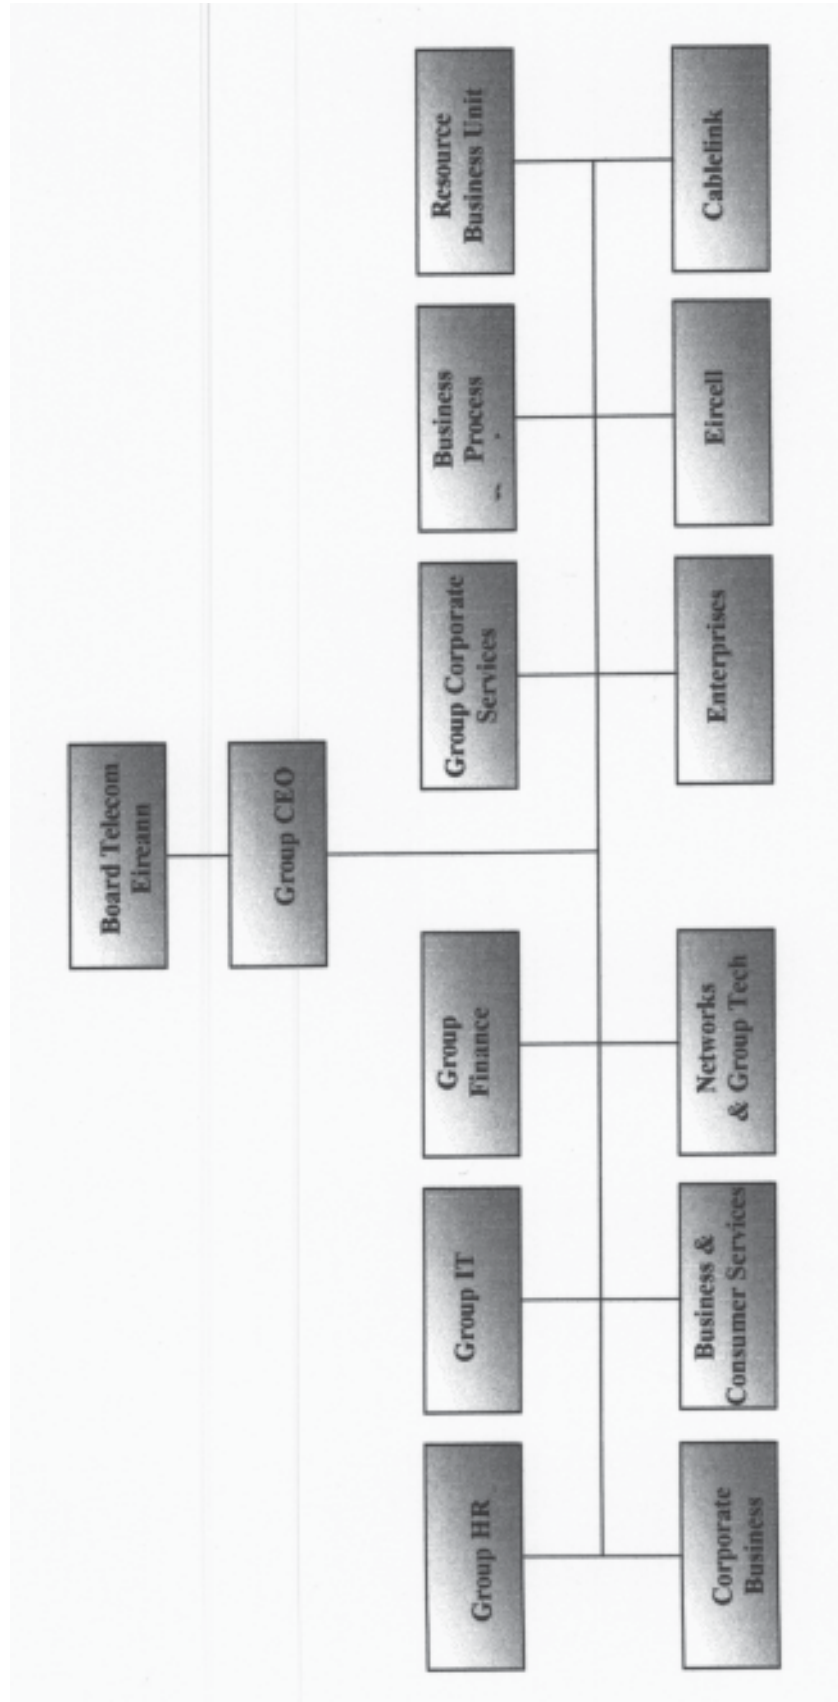 Board Telecom
Eireann
Group CEO
Group HR
Group IT
Group
Finance
Group Corporate
Services
Business
Process
Resource
Business Unit
Corporate
Business
Business &
Consumer Services
Networks
& Group Tech
Enterprises
Eircell
Cablelink